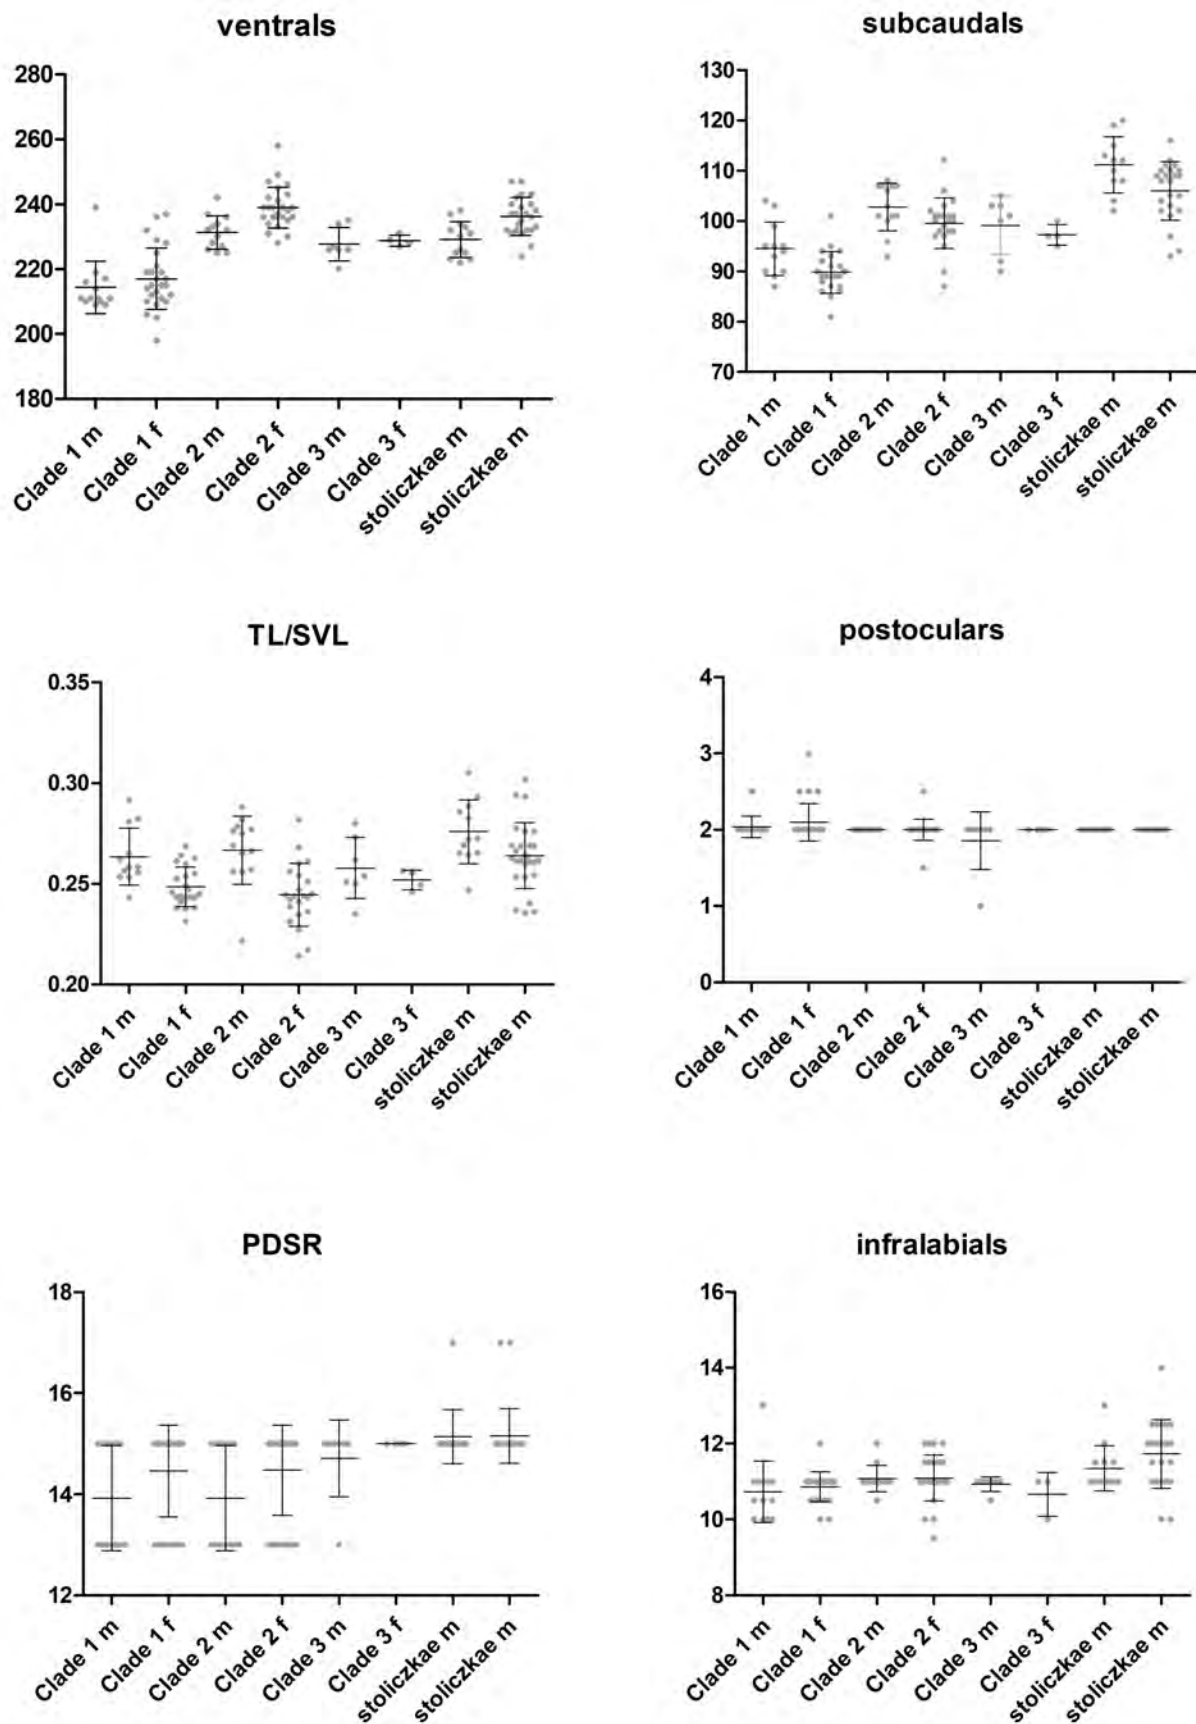 ventrals
280
260
240
220
200
180
Clade 1 m
Clade 1 f
Clade 2 m
Clade 2 f
Clade 3 m
Clade 3 f
stoliczkae m
stoliczkae m
subcaudals
130
120
110
100
90
80
70
Clade 1 m
Clade 1 f
Clade 2 m
Clade 2 f
Clade 3 m
Clade 3 f
stoliczkae m
stoliczkae m
TL/SVL
0.35
0.30
0.25
0.20
Clade 1 m
Clade 1 f
Clade 2 m
Clade 2 f
Clade 3 m
Clade 3 f
stoliczkae m
stoliczkae m
postoculars
4
3
2
1
0
Clade 1 m
Clade 1 f
Clade 2 m
Clade 2 f
Clade 3 m
Clade 3 f
stoliczkae m
stoliczkae m
PDSR
18
16
14
12
Clade 1 m
Clade 1 f
Clade 2 m
Clade 2 f
Clade 3 m
Clade 3 f
stoliczkae m
stoliczkae m
infralabials
16
14
12
10
8
Clade 1 m
Clade 1 f
Clade 2 m
Clade 2 f
Clade 3 m
Clade 3 f
stoliczkae m
stoliczkae m